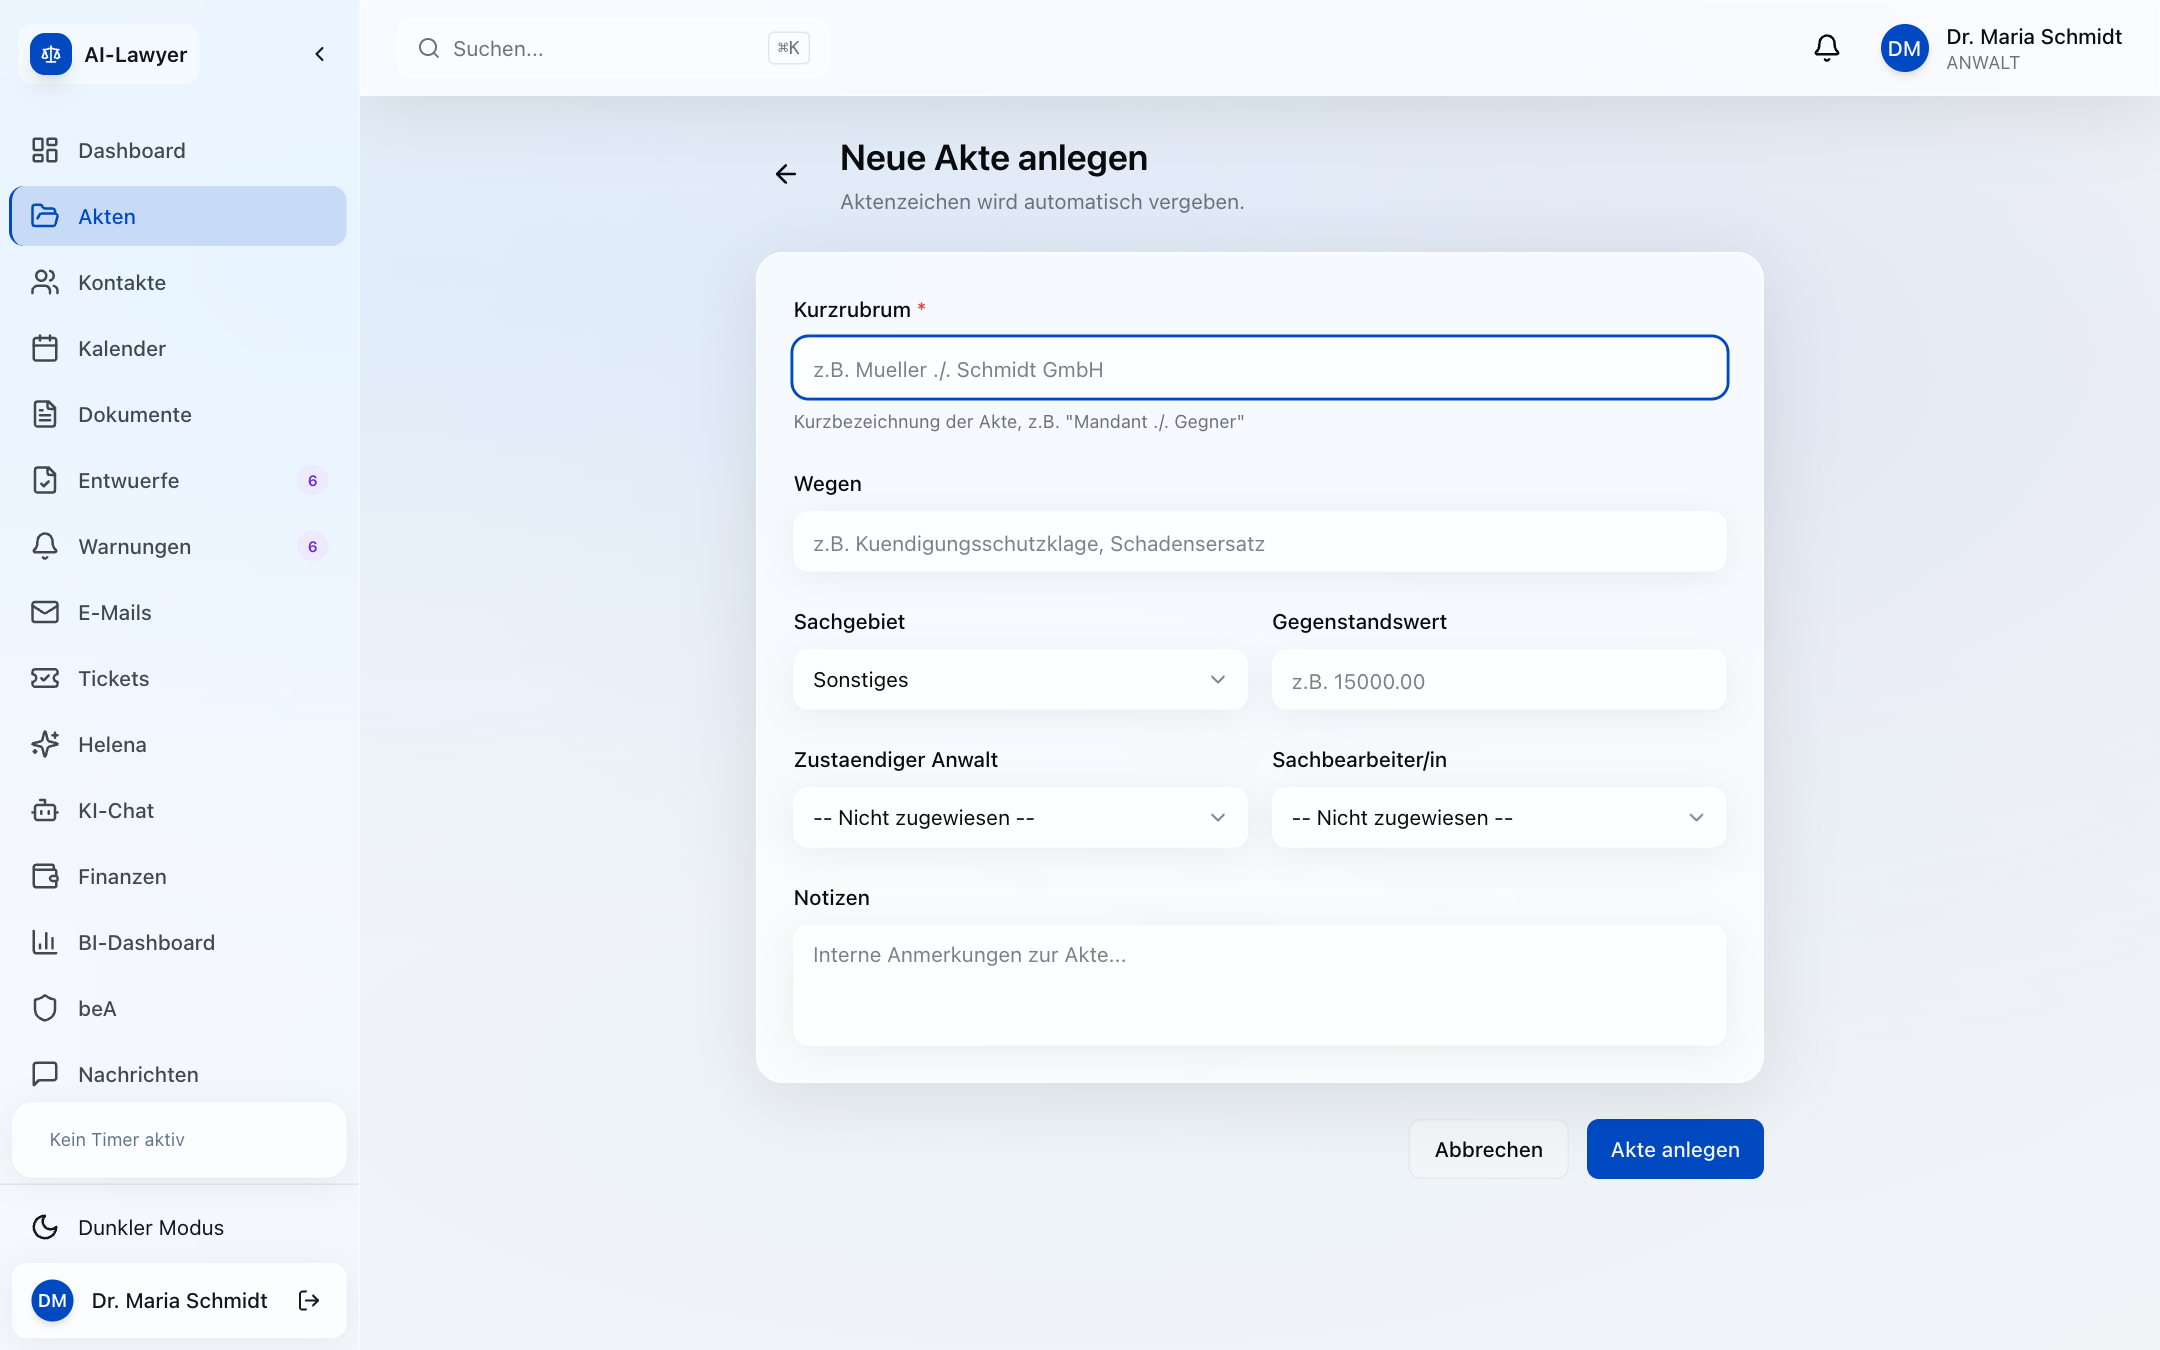 AI-Lawyer
Dashboard
Akten
Kontakte
Kalender
Dokumente
Entwuerfe 6
Warnungen 6
E-Mails
Tickets
Helena
KI-Chat
Finanzen
BI-Dashboard
beA
Nachrichten
Kein Timer aktiv
Dunkler Modus
DM Dr. Maria Schmidt
Suchen... ⌘K
DM Dr. Maria Schmidt
ANWALT
Neue Akte anlegen
Aktenzeichen wird automatisch vergeben.
Kurzrubrum *
z.B. Mueller ./. Schmidt GmbH
Kurzbezeichnung der Akte, z.B. "Mandant ./. Gegner"
Wegen
z.B. Kuendigungsschutzklage, Schadensersatz
Sachgebiet
Sonstiges
Gegenstandswert
z.B. 15000.00
Zustaendiger Anwalt
-- Nicht zugewiesen --
Sachbearbeiter/in
-- Nicht zugewiesen --
Notizen
Interne Anmerkungen zur Akte...
Abbrechen
Akte anlegen